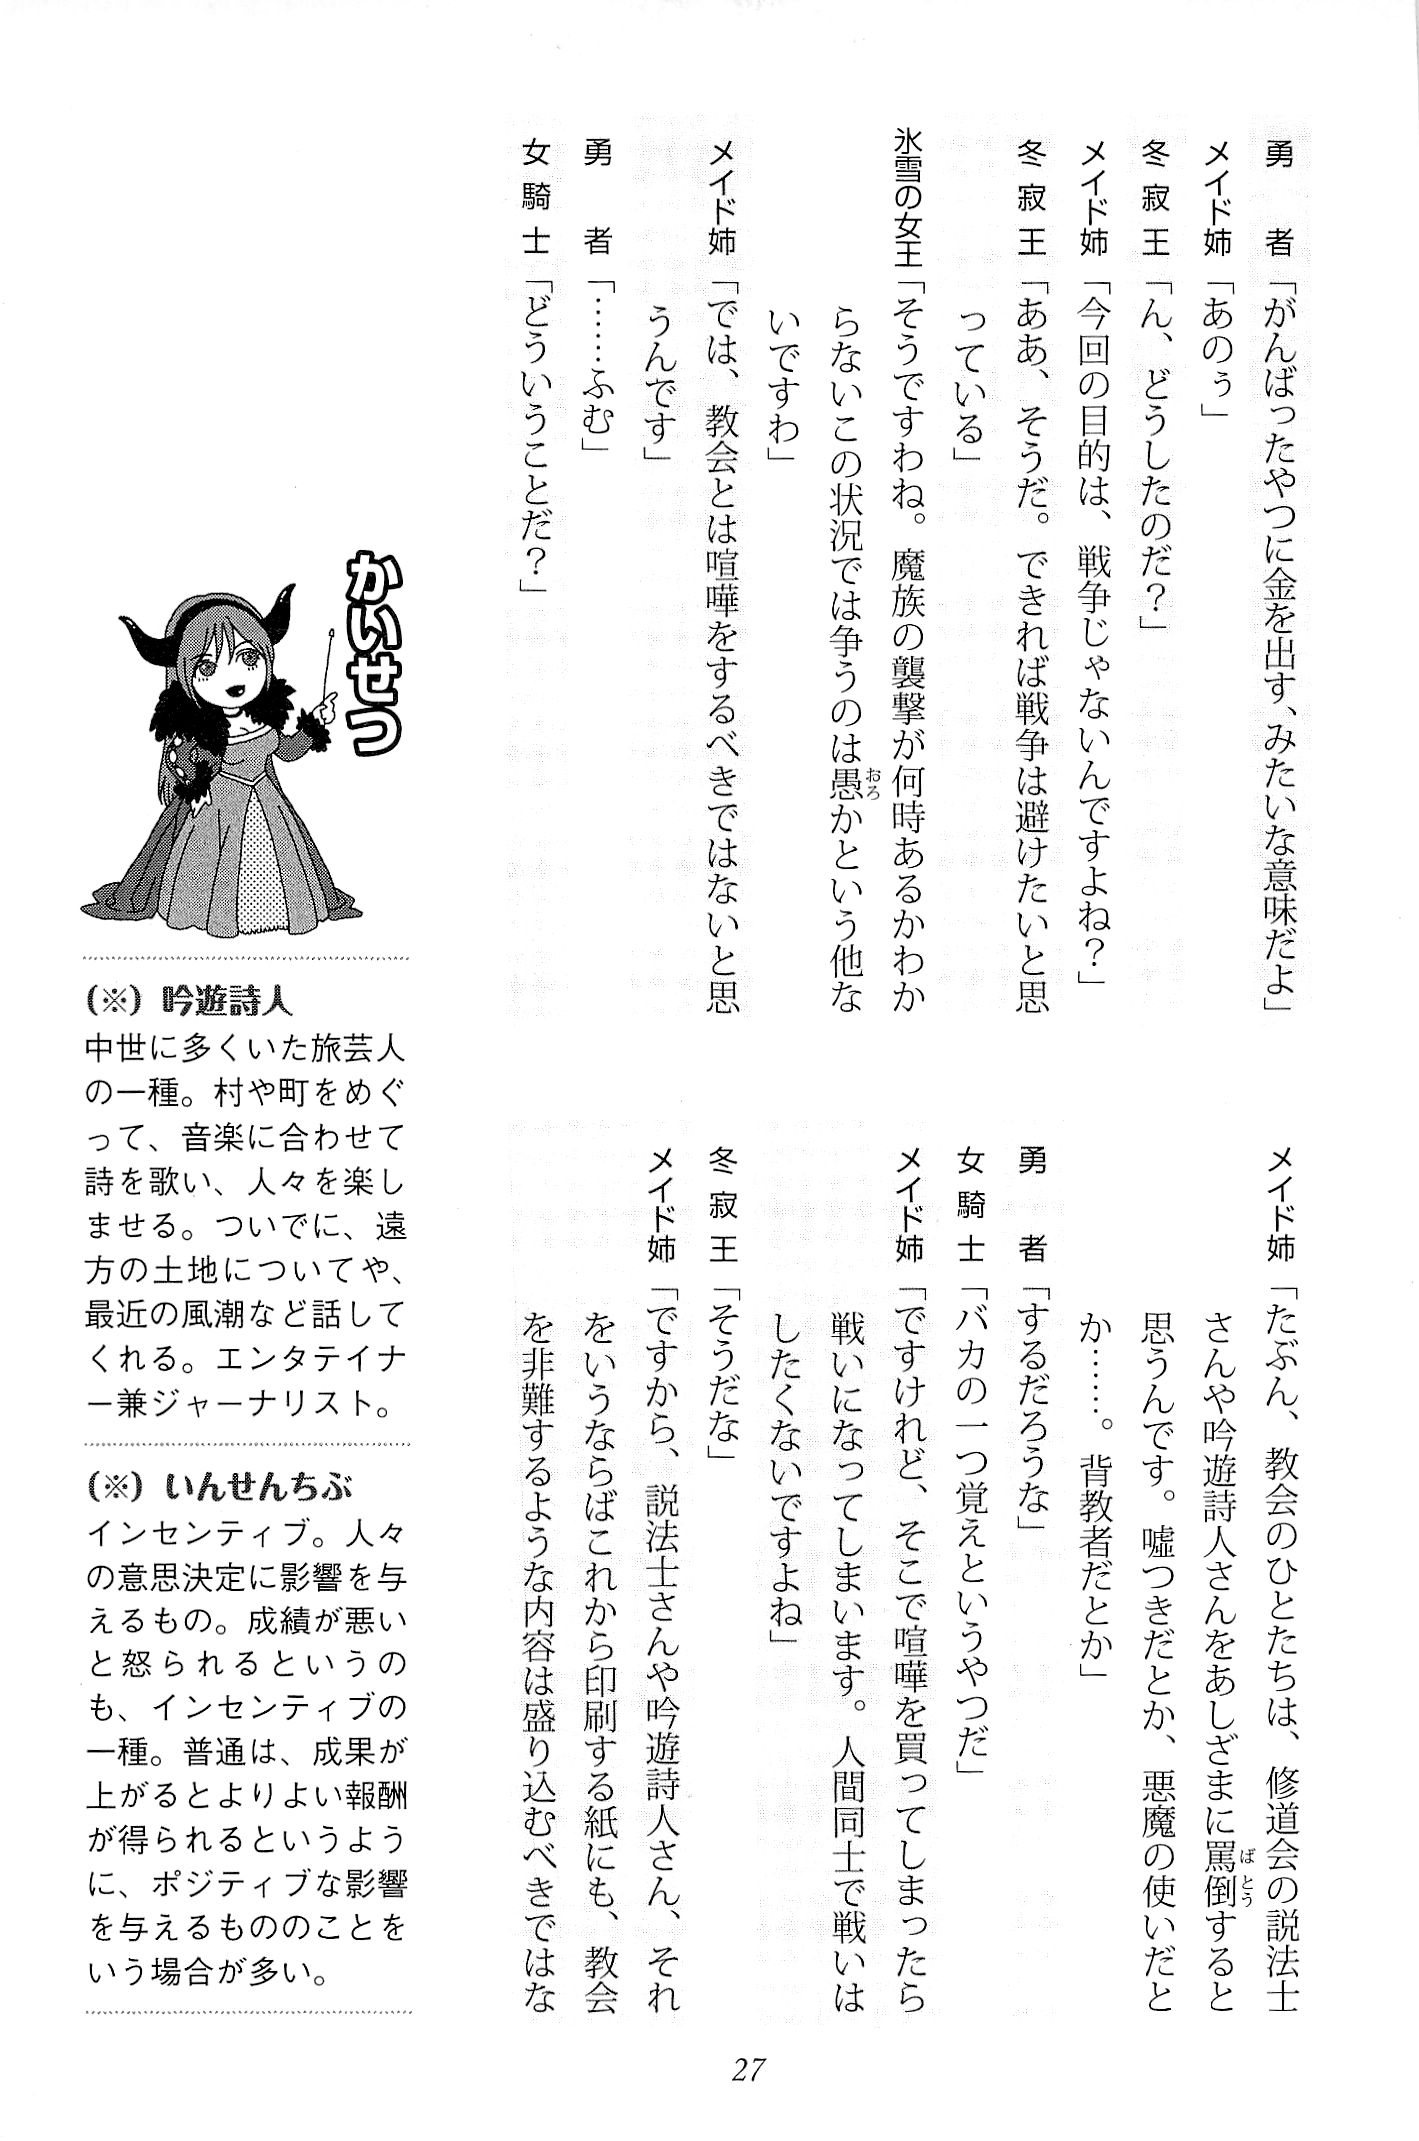 勇者「がんばったやつに金を出す、みたいな意味だよ」
メイド姉「あのぅ」
冬寂王「ん、どうしたのだ？」
メイド姉「今回の目的は、戦争じゃないんですよね？」
冬寂王「ああ、そうだ。できれば戦争は避けたいと思
っている」
氷雪の女王「そうですわね。魔族の襲撃が何時あるかわか
らないこの状況では争うのは愚かという他な
おろ
いですわ」
メイド姉「では、教会とは喧嘩をするべきではないと思
うんです」
勇者「……ふむ」
女騎士「どういうことだ？」
メイド姉「たぶん、教会のひとたちは、修道会の説法士
さんや吟遊詩人さんをあしざまに罵倒すると
ばとう
思うんです。嘘つきだとか、悪魔の使いだと
か……。背教者だとか」
勇者「するだろうな」
女騎士「バカの一つ覚えというやつだ」
メイド姉「ですけれど、そこで喧嘩を買ってしまったら
戦いになってしまいます。人間同士で戦いは
したくないですよね」
冬寂王「そうだな」
メイド姉「ですから、説法士さんや吟遊詩人さん、それ
をいうならばこれから印刷する紙にも、教会
を非難するような内容は盛り込むべきではな
かいせつ
（※）吟遊詩人
中世に多くいた旅芸人
の一種。村や町をめぐ
って、音楽に合わせて
詩を歌い、人々を楽し
ませる。ついでに、遠
方の土地についてや、
最近の風潮など話して
くれる。エンタテイナ
ー兼ジャーナリスト。
（※）いんせんちぶ
インセンティブ。人々
の意思決定に影響を与
えるもの。成績が悪い
と怒られるというの
も、インセンティブの
一種。普通は、成果が
上がるとよりよい報酬
が得られるというよう
に、ポジティブな影響
を与えるもののことを
いう場合が多い。
27